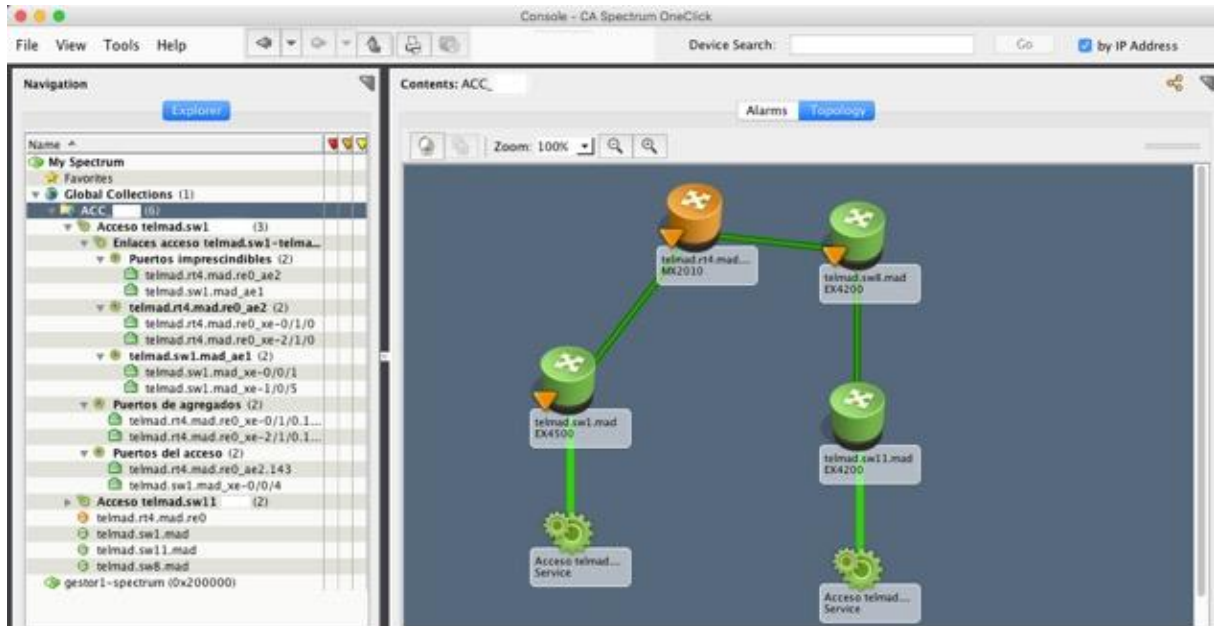 Console - CA Spectrum OneClick
File View Tools Help
Device Search:
Go
by IP Address
Navigation
Explorer
Name
My Spectrum
Favorites
Global Collections (1)
ACC_ (6)
Acceso telmad.sw1 (3)
Enlaces acceso telmad.sw1-telma...
Puertos imprescindibles (2)
telmad.rt4.mad.re0_ae2
telmad.sw1.mad_ae1
telmad.rt4.mad.re0_ae2 (2)
telmad.rt4.mad.re0_xe-0/1/0
telmad.rt4.mad.re0_xe-2/1/0
telmad.sw1.mad_ae1 (2)
telmad.sw1.mad_xe-0/0/1
telmad.sw1.mad_xe-1/0/5
Puertos de agregados (2)
telmad.rt4.mad.re0_xe-0/1/0.1...
telmad.rt4.mad.re0_xe-2/1/0.1...
Puertos del acceso (2)
telmad.rt4.mad.re0_ae2.143
telmad.sw1.mad_xe-0/0/4
Acceso telmad.sw11 (2)
telmad.rt4.mad.re0
telmad.sw1.mad
telmad.sw11.mad
telmad.sw8.mad
gestor1-spectrum (0x200000)
Contents: ACC_
Alarms Topology
Zoom: 100%
telmad.rt4.mad....
MX2010
telmad.sw8.mad
EX4200
telmad.sw1.mad
EX4500
telmad.sw11.mad
EX4200
Acceso telmad....
Service
Acceso telmad....
Service